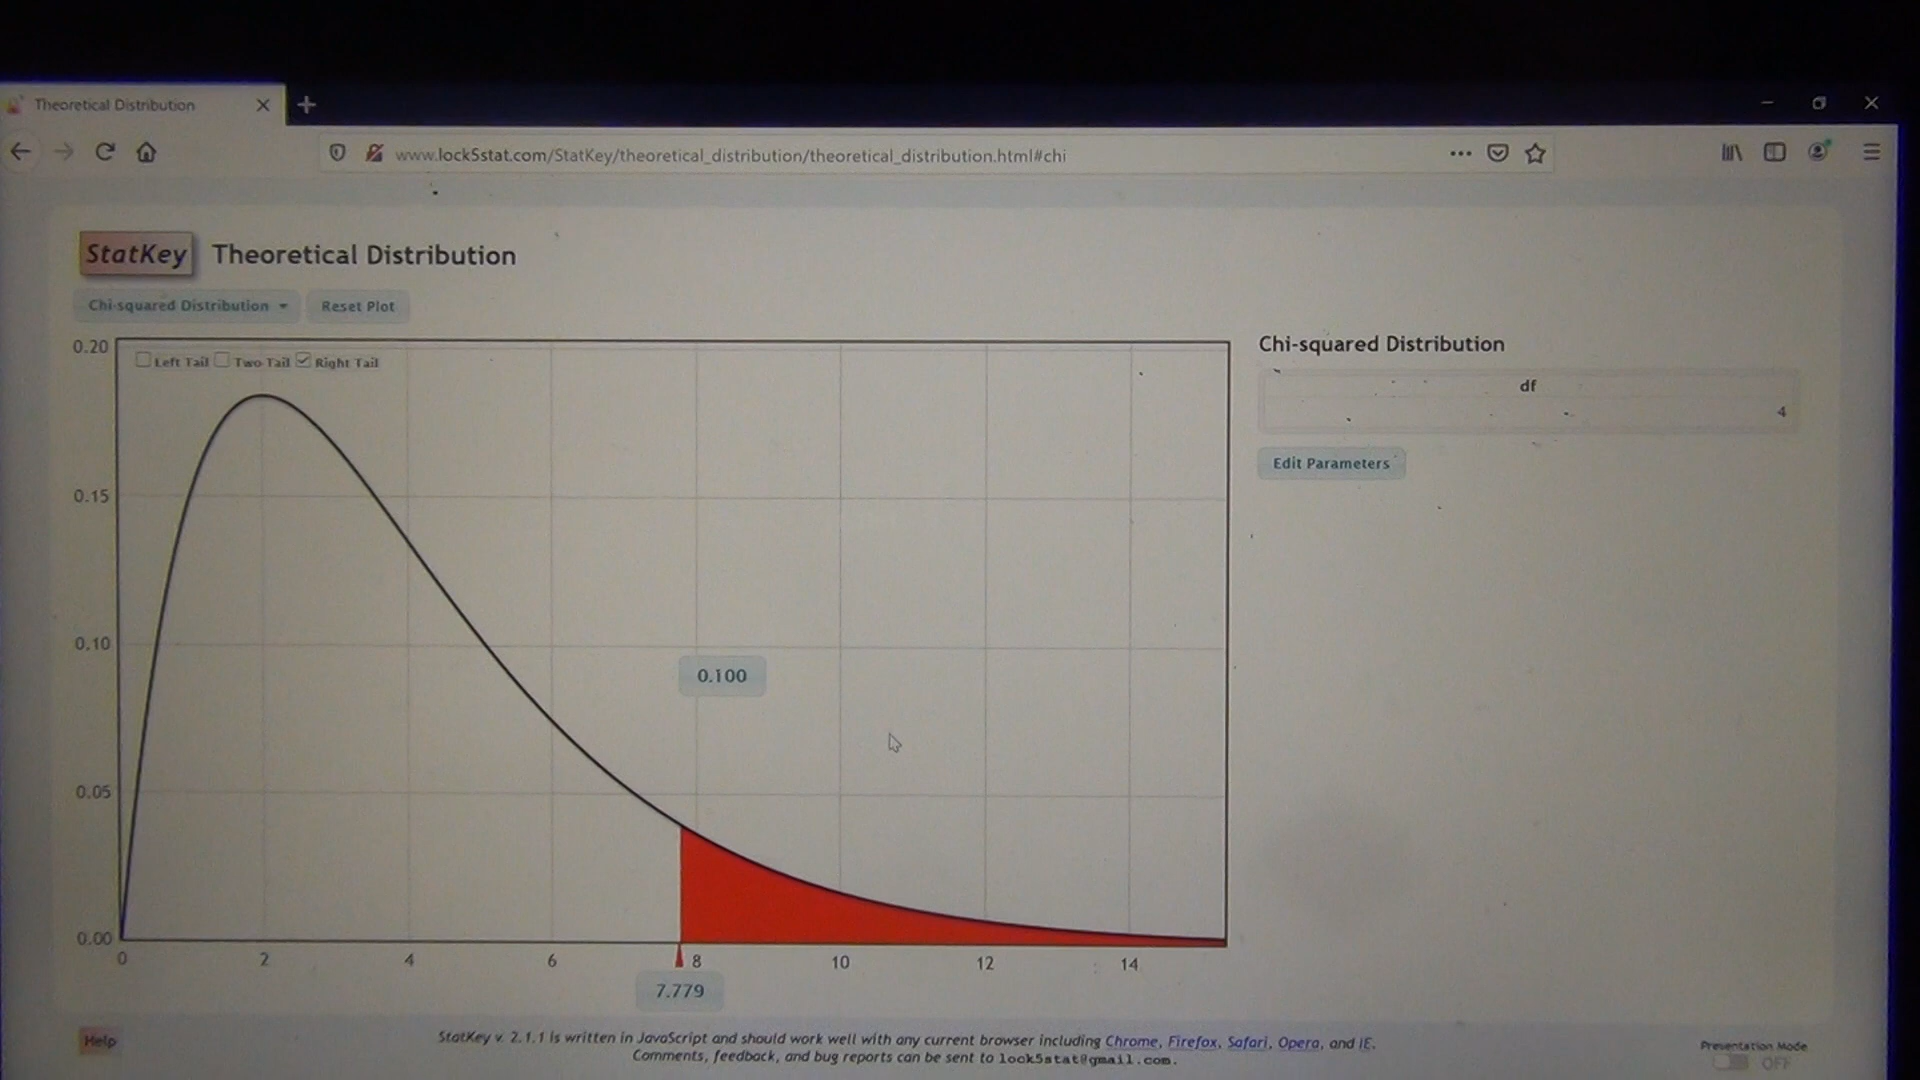 Theoretical Distribution
www.lock5stat.com/StatKey/theoretical_distribution/theoretical_distribution.html#chi
StatKey Theoretical Distribution
Chi-squared Distribution Reset Plot
Left Tail Two Tail Right Tail
0.20
0.15
0.10
0.05
0.00
0.100
0 2 4 6 8 10 12 14
7.779
Chi-squared Distribution
df
4
Edit Parameters
Help
StatKey v. 2.1.1 is written in JavaScript and should work well with any current browser including Chrome, Firefox, Safari, Opera, and IE.
Comments, feedback, and bug reports can be sent to lock5stat@gmail.com.
Presentation Mode
OFF